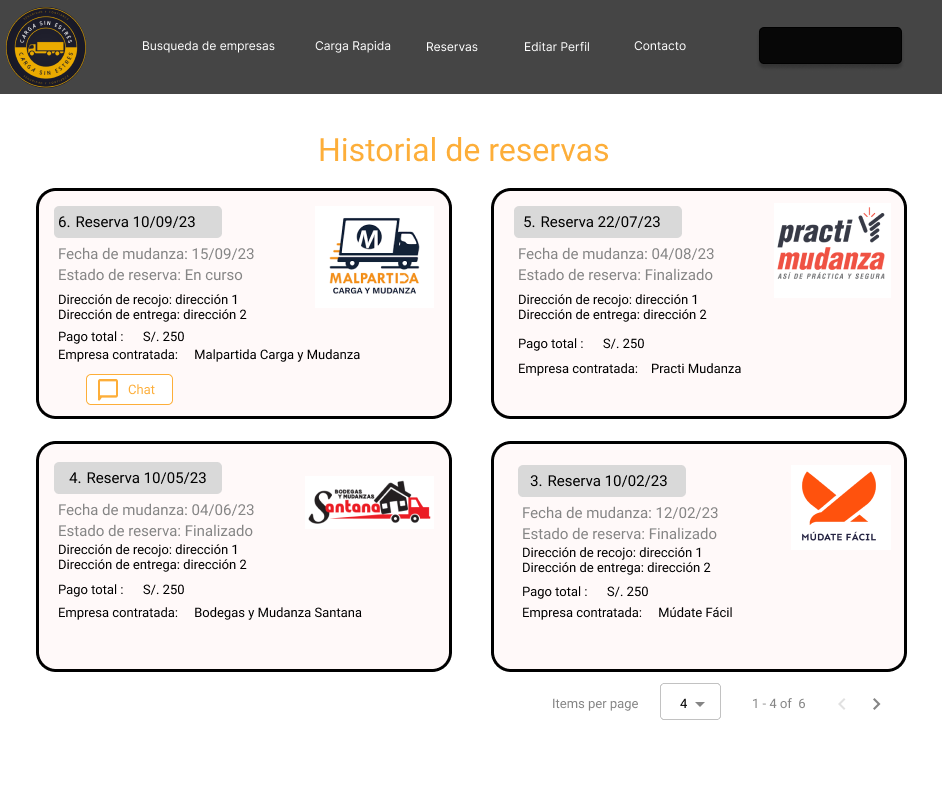 CARGA SIN ESTRES
CARGA SIN ESTRES
Busqueda de empresas
Carga Rapida
Reservas
Editar Perfil
Contacto
Historial de reservas
6. Reserva 10/09/23
Fecha de mudanza: 15/09/23
Estado de reserva: En curso
Dirección de recojo: dirección 1
Dirección de entrega: dirección 2
Pago total : S/. 250
Empresa contratada: Malpartida Carga y Mudanza
Chat
M
MALPARTIDA
CARGA Y MUDANZA
5. Reserva 22/07/23
Fecha de mudanza: 04/08/23
Estado de reserva: Finalizado
Dirección de recojo: dirección 1
Dirección de entrega: dirección 2
Pago total : S/. 250
Empresa contratada: Practi Mudanza
practi
mudanza
ASÍ DE PRÁCTICA Y SEGURA
4. Reserva 10/05/23
Fecha de mudanza: 04/06/23
Estado de reserva: Finalizado
Dirección de recojo: dirección 1
Dirección de entrega: dirección 2
Pago total : S/. 250
Empresa contratada: Bodegas y Mudanza Santana
BODEGAS
Y MUDANZAS
Santana
3. Reserva 10/02/23
Fecha de mudanza: 12/02/23
Estado de reserva: Finalizado
Dirección de recojo: dirección 1
Dirección de entrega: dirección 2
Pago total : S/. 250
Empresa contratada: Múdate Fácil
MÚDATE FÁCIL
Items per page 4 1 - 4 of 6